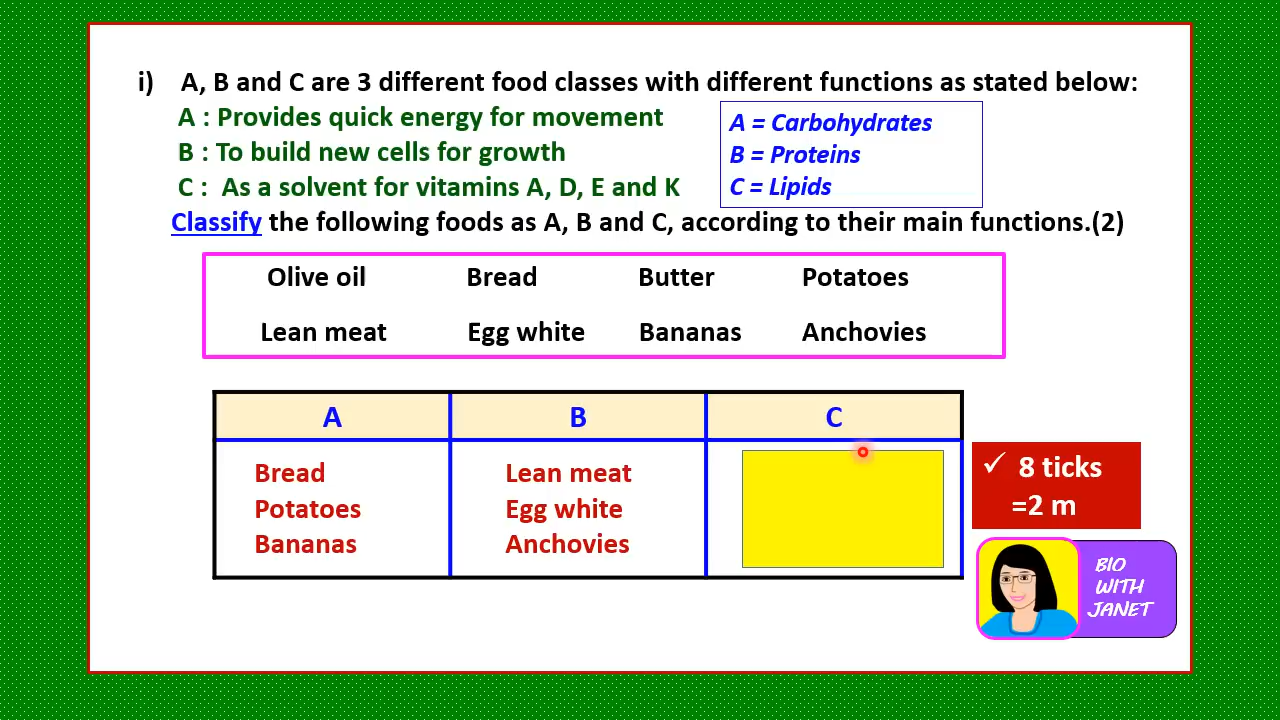 i) A, B and C are 3 different food classes with different functions as stated below:
A : Provides quick energy for movement
B : To build new cells for growth
C : As a solvent for vitamins A, D, E and K
A = Carbohydrates
B = Proteins
C = Lipids
Classify the following foods as A, B and C, according to their main functions.(2)
Olive oil Bread Butter Potatoes
Lean meat Egg white Bananas Anchovies
A B C
Bread Lean meat
Potatoes Egg white
Bananas Anchovies
✓ 8 ticks
=2 m
BIO
WITH
JANET